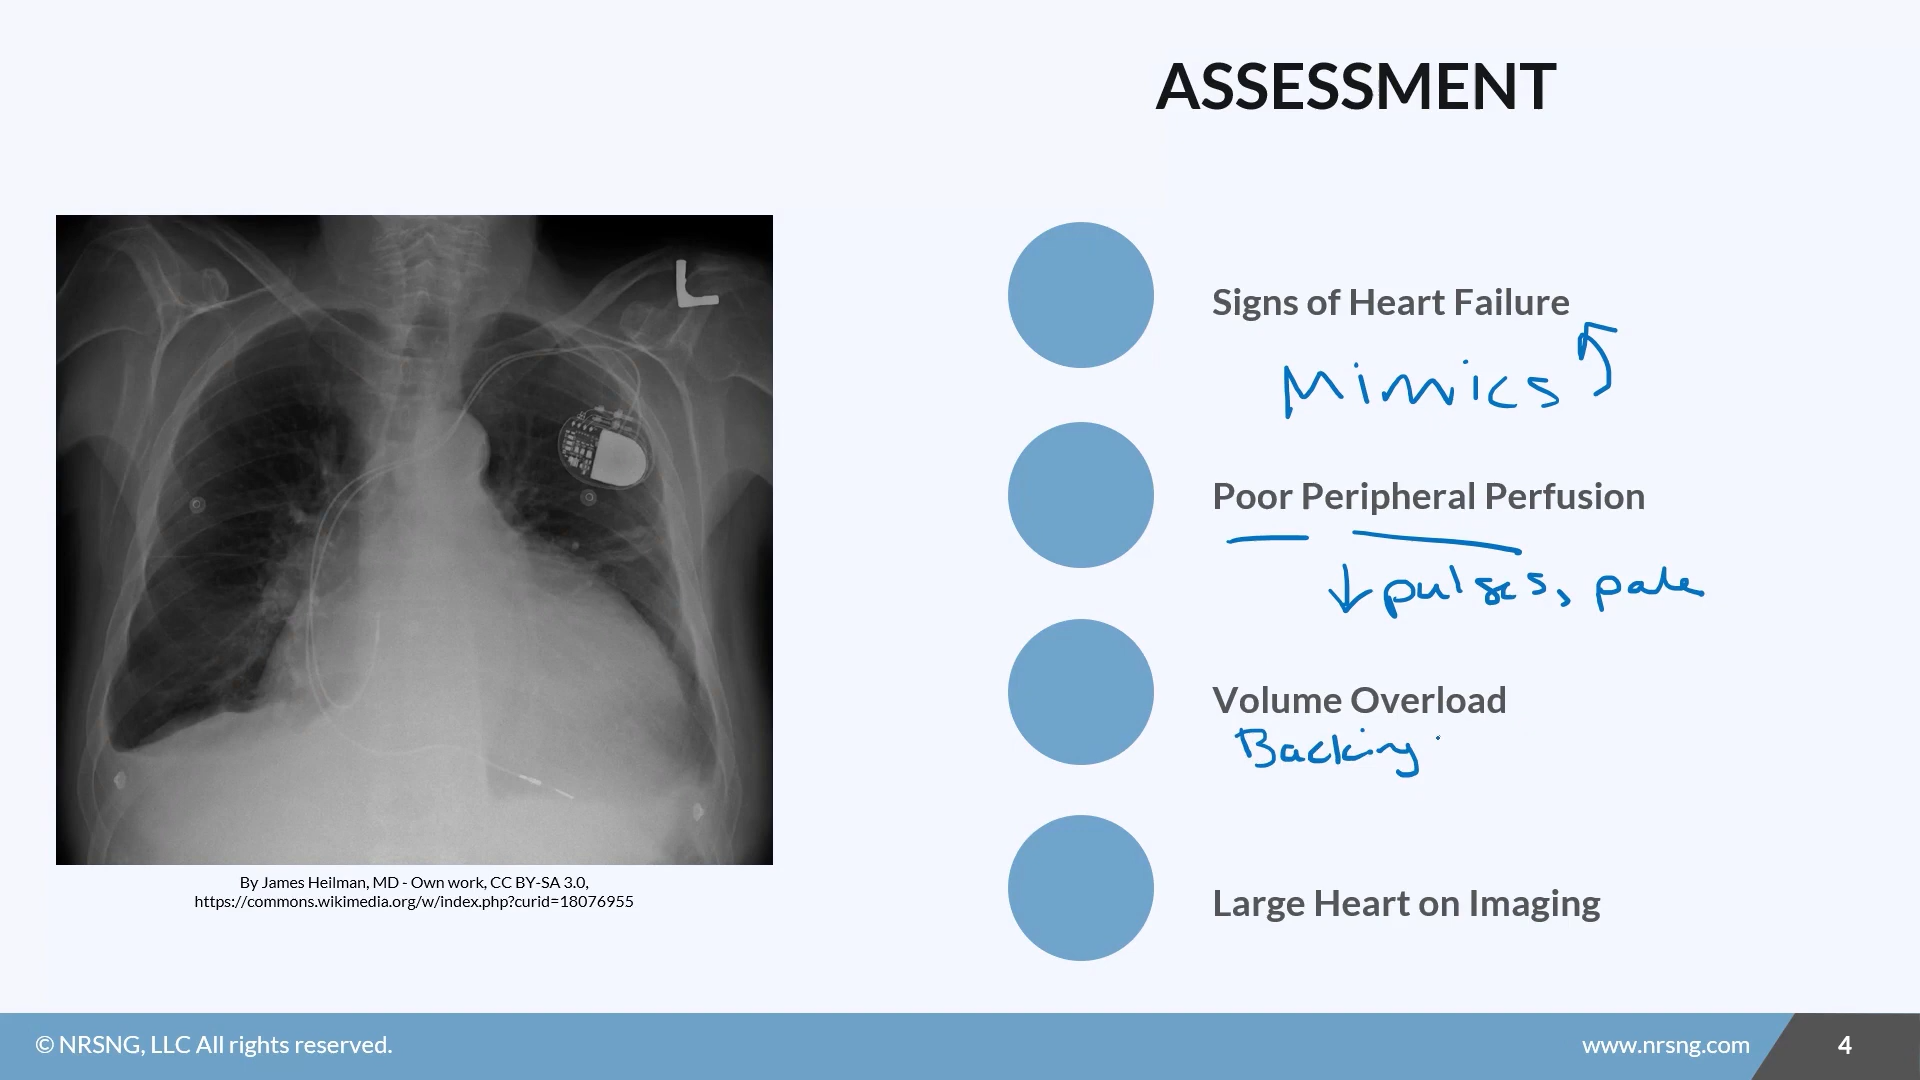 ASSESSMENT
L
Signs of Heart Failure
Mimics
Poor Peripheral Perfusion
↓ pulses, pale
Volume Overload
Backing
Large Heart on Imaging
By James Heilman, MD - Own work, CC BY-SA 3.0,
https://commons.wikimedia.org/w/index.php?curid=18076955
© NRSNG, LLC All rights reserved.
www.nrsng.com
4